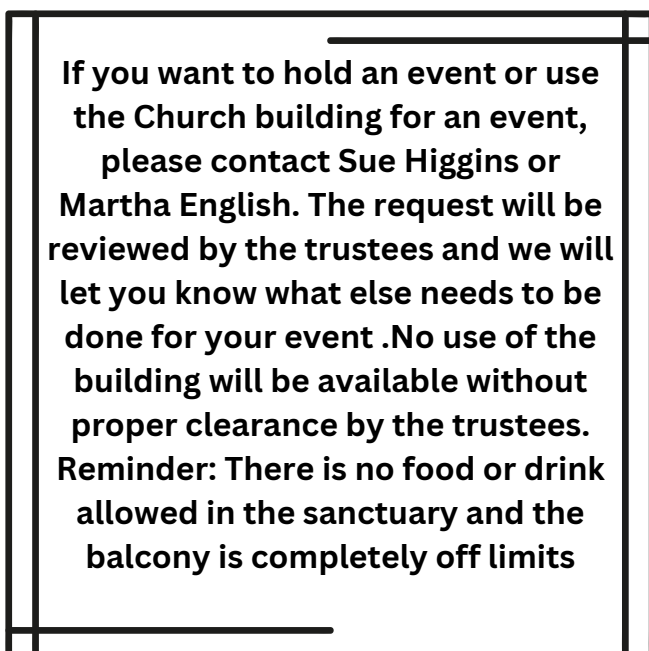 If you want to hold an event or use
the Church building for an event,
please contact Sue Higgins or
Martha English. The request will be
reviewed by the trustees and we will
let you know what else needs to be
done for your event .No use of the
building will be available without
proper clearance by the trustees.
Reminder: There is no food or drink
allowed in the sanctuary and the
balcony is completely off limits